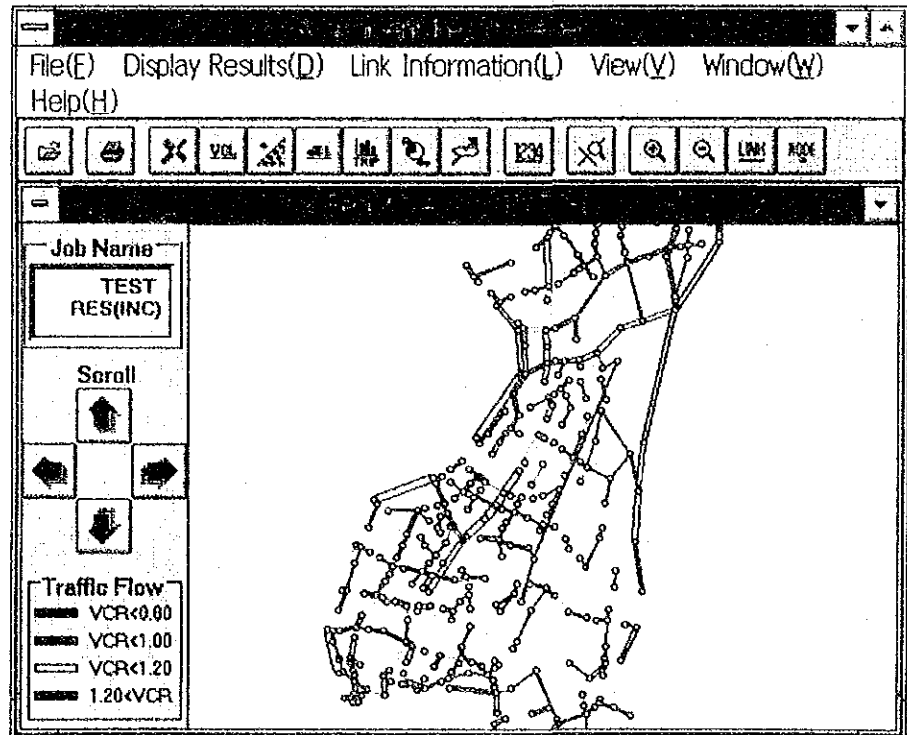 File(F) Display Results(D) Link Information(L) View(V) Window(W)
Help(H)
VOL
TRIP
1234
LINK
NODE
Job Name
TEST
RES(INC)
Scroll
Traffic Flow
VCR<0.80
VCR<1.00
VCR<1.20
1.20<VCR